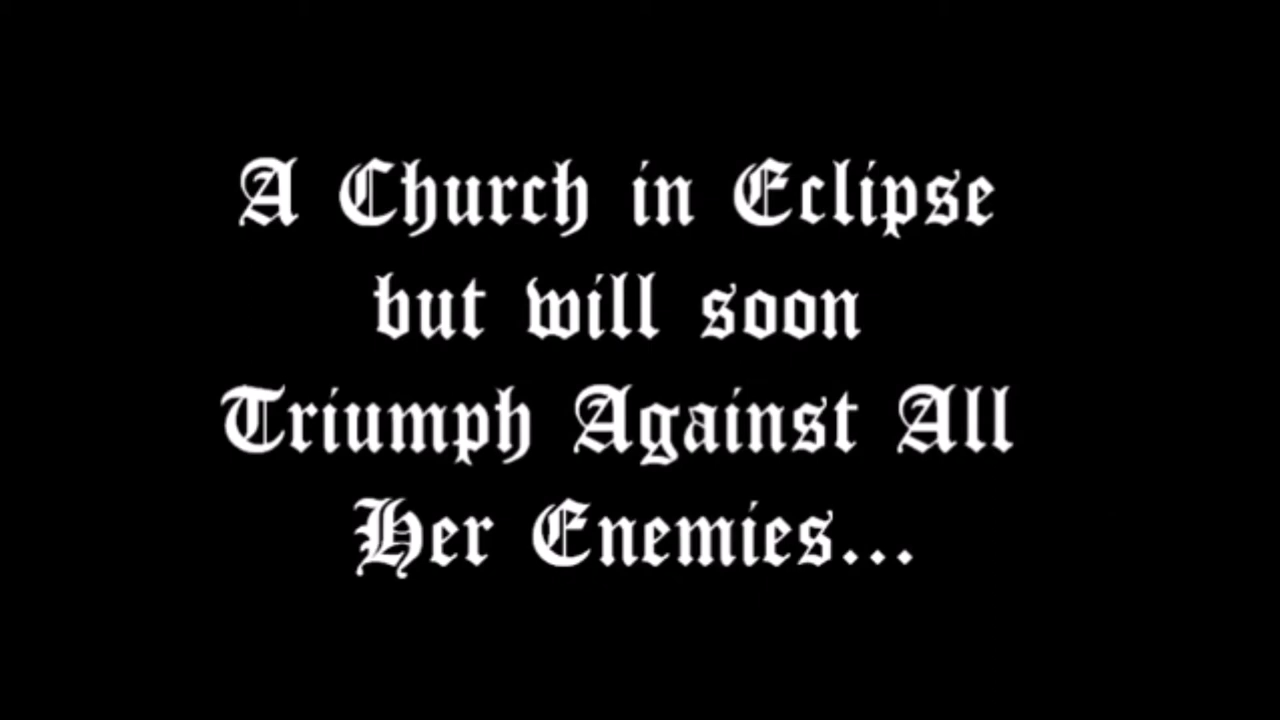 A Church in Eclipse
but will soon
Triumph Against All
Her Enemies...